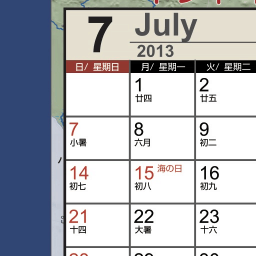 7 July
2013
日/ 星期日 月/ 星期一 火/ 星期二
1 2
廿四 廿五
7 8 9
小暑 六月 初二
14 15 海の日 16
初七 初八 初九
21 22 23
十四 大暑 十六